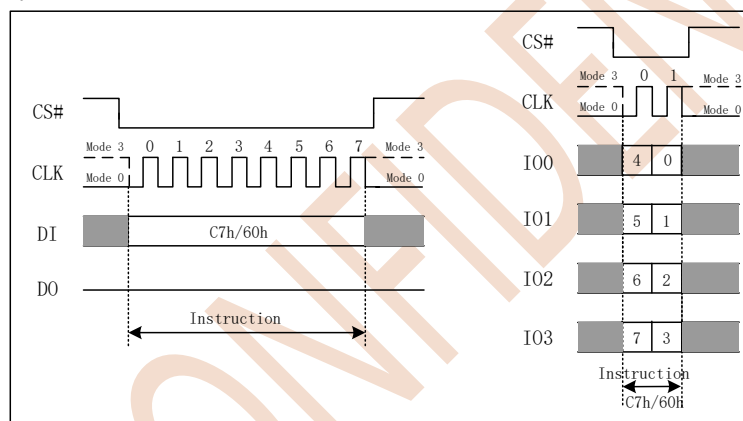 CS#
Mode 3 0 1 2 3 4 5 6 7 Mode 3
CLK
Mode 0 Mode 0
DI C7h/60h
DO
Instruction
CS#
Mode 3 0 1 Mode 3
CLK
Mode 0 Mode 0
IO0 4 0
IO1 5 1
IO2 6 2
IO3 7 3
Instruction
C7h/60h
CONFIDEN